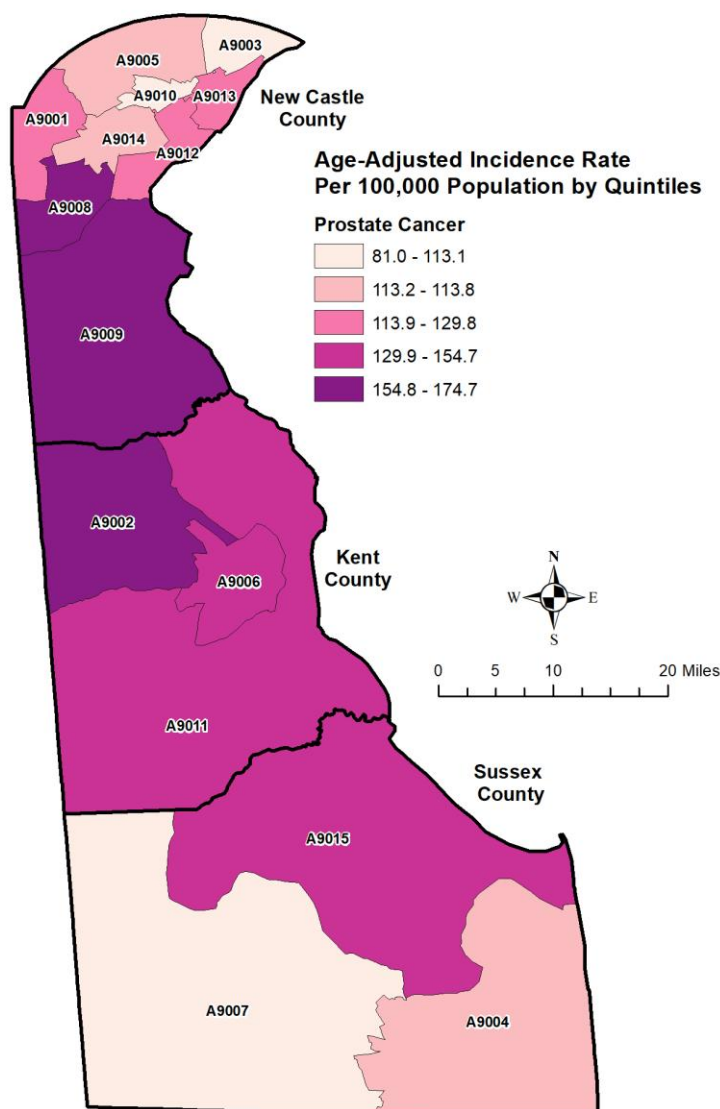 A9003
A9005
A9010
A9013
New Castle
County
A9001
A9014
A9012
Age-Adjusted Incidence Rate
Per 100,000 Population by Quintiles
A9008
Prostate Cancer
81.0 - 113.1
113.2 - 113.8
113.9 - 129.8
129.9 - 154.7
154.8 - 174.7
A9009
A9002
Kent
County
A9006
N
W E
S
0 5 10 20 Miles
A9011
Sussex
County
A9015
A9007
A9004